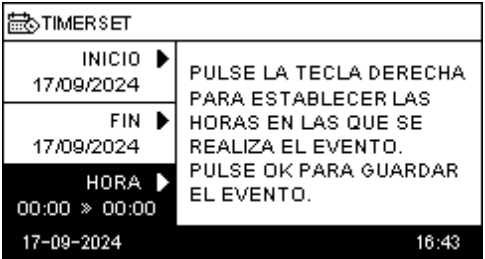 TIMERSET
INICIO
17/09/2024
FIN
17/09/2024
HORA
00:00 » 00:00
PULSE LA TECLA DERECHA
PARA ESTABLECER LAS
HORAS EN LAS QUE SE
REALIZA EL EVENTO.
PULSE OK PARA GUARDAR
EL EVENTO.
17-09-2024
16:43